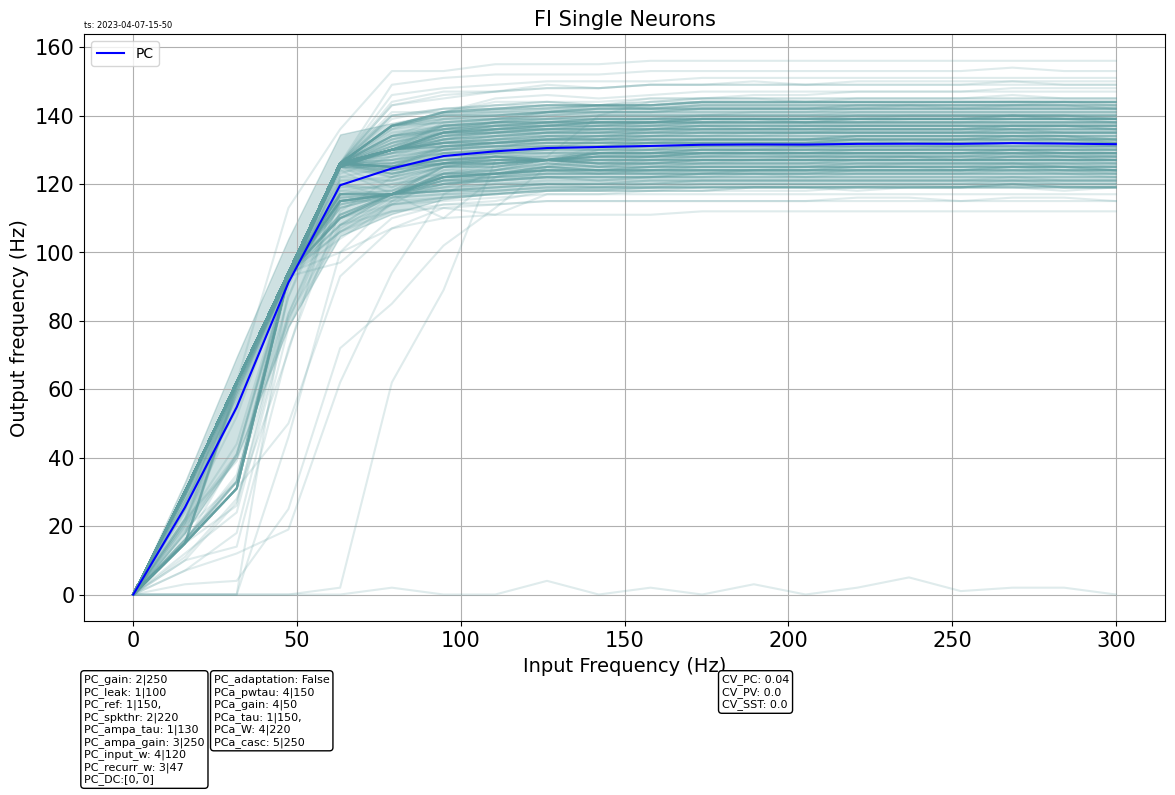 FI Single Neurons
ts: 2023-04-07-15-50
PC
160
140
120
100
80
60
40
20
0
Output frequency (Hz)
0 50 100 150 200 250 300
Input Frequency (Hz)
PC_gain: 2|250
PC_leak: 1|100
PC_ref: 1|150,
PC_spkthr: 2|220
PC_ampa_tau: 1|130
PC_ampa_gain: 3|250
PC_input_w: 4|120
PC_recurr_w: 3|47
PC_DC:[0, 0]
PC_adaptation: False
PCa_pwtau: 4|150
PCa_gain: 4|50
PCa_tau: 1|150,
PCa_W: 4|220
PCa_casc: 5|250
CV_PC: 0.04
CV_PV: 0.0
CV_SST: 0.0